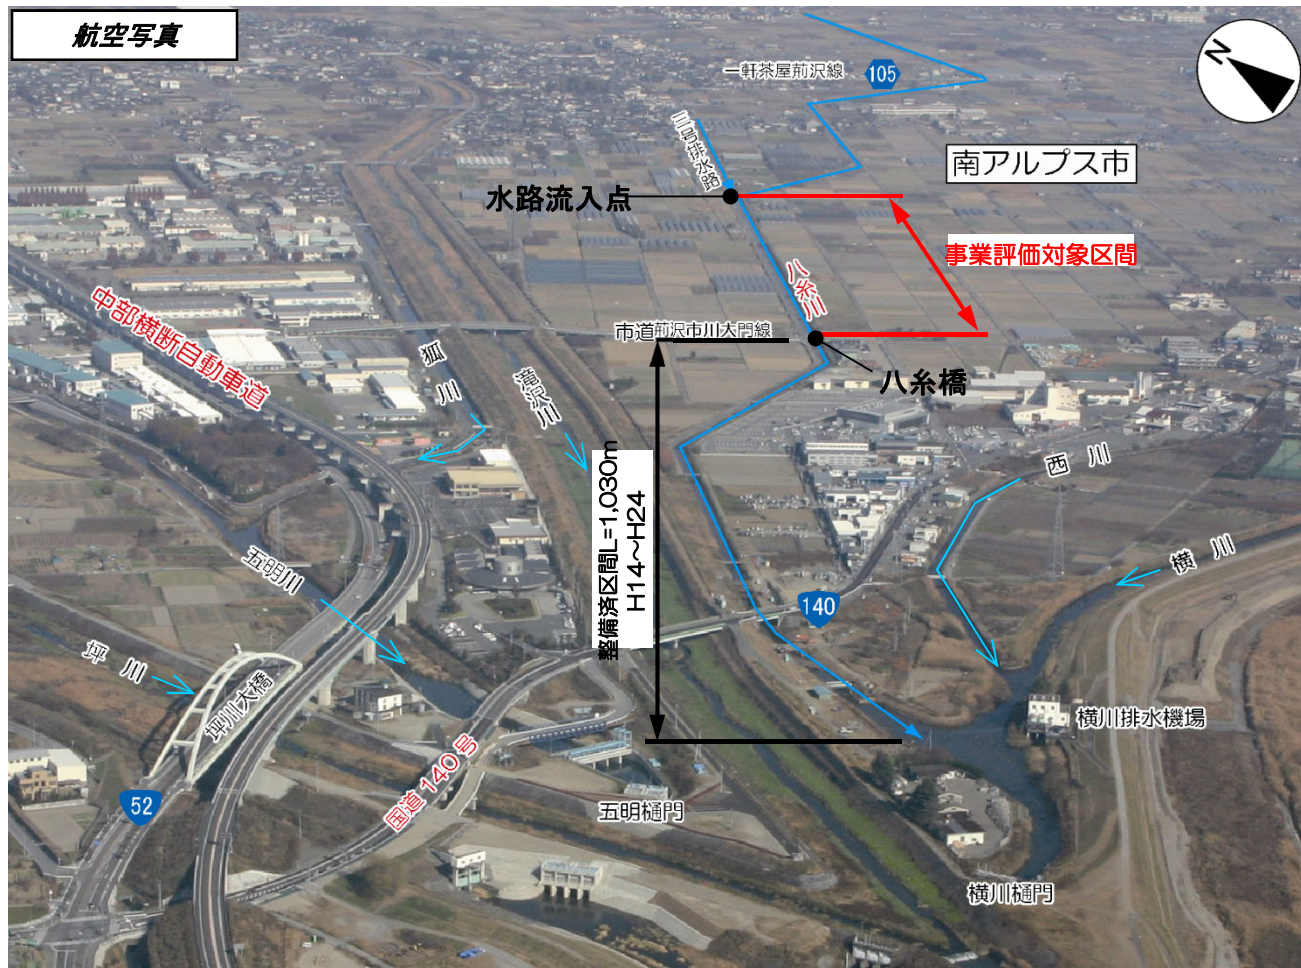 航空写真
N
一軒茶屋荊沢線
105
三号排水路
南アルプス市
水路流入点
事業評価対象区間
八糸川
中部横断自動車道
市道荊沢市川大門線
狐川
滝沢川
八糸橋
整備済区間L=1,030m
H14～H24
西川
横川
五明川
140
坪川
坪川大橋
横川排水機場
国道140号
52
五明樋門
横川樋門